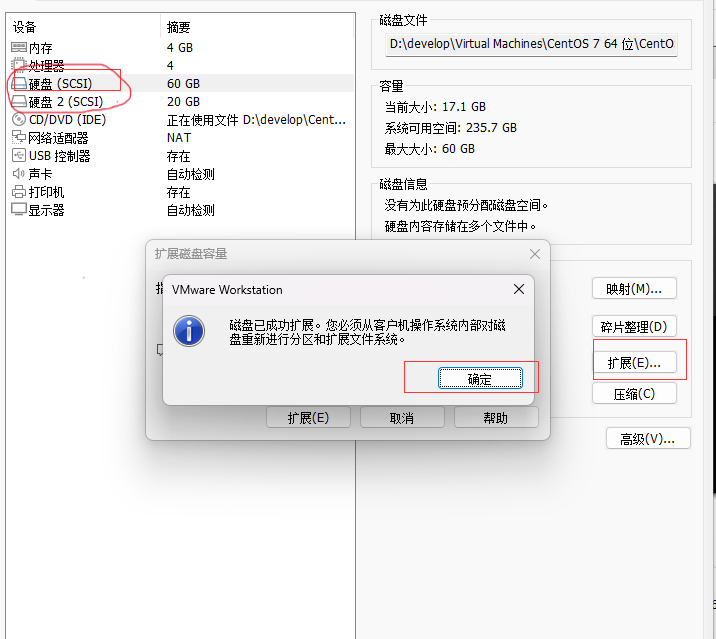 设备 摘要
内存 4 GB
处理器 4
硬盘 (SCSI) 60 GB
硬盘 2 (SCSI) 20 GB
CD/DVD (IDE) 正在使用文件 D:\develop\Cent...
网络适配器 NAT
USB 控制器 存在
声卡 自动检测
打印机 存在
显示器 自动检测
磁盘文件
D:\develop\Virtual Machines\CentOS 7 64 位\CentO
容量
当前大小: 17.1 GB
系统可用空间: 235.7 GB
最大大小: 60 GB
磁盘信息
没有为此硬盘预分配磁盘空间。
硬盘内容存储在多个文件中。
映射(M)...
碎片整理(D)
扩展(E)...
压缩(C)
高级(V)...
扩展磁盘容量
VMware Workstation
磁盘已成功扩展。您必须从客户机操作系统内部对磁
盘重新进行分区和扩展文件系统。
确定
扩展(E) 取消 帮助